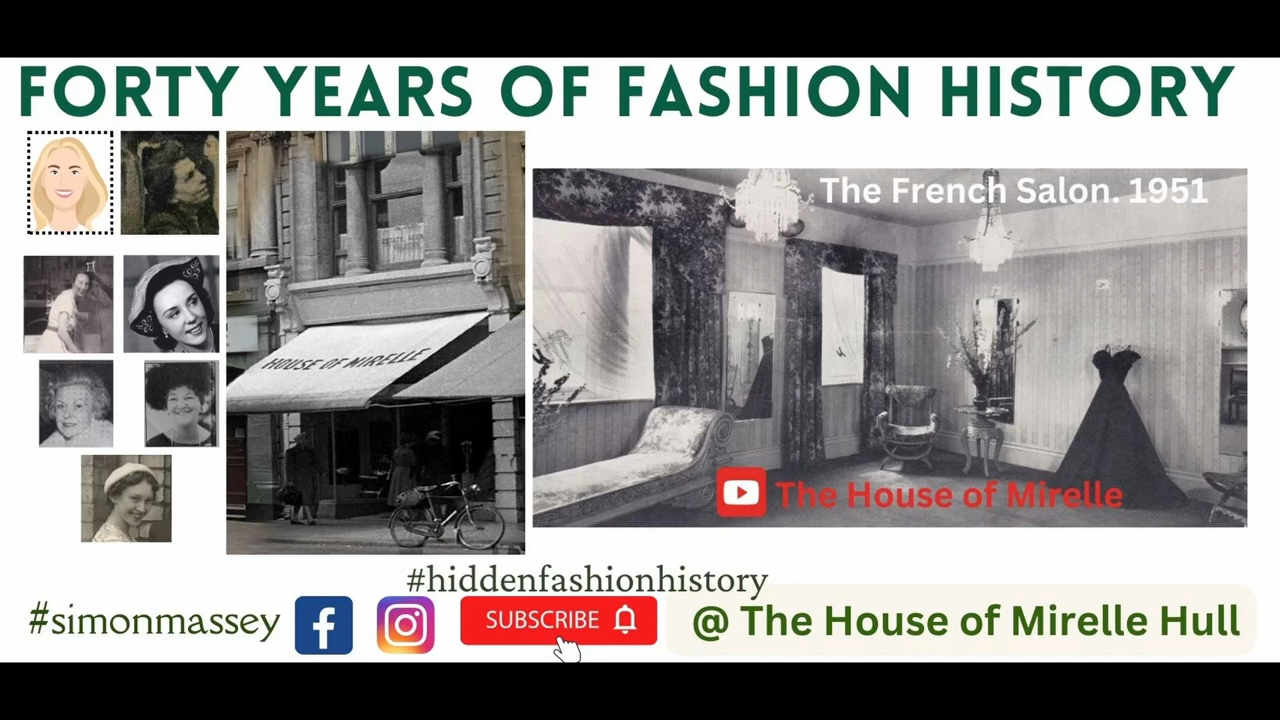 FORTY YEARS OF FASHION HISTORY
The French Salon. 1951
HOUSE OF MIRELLE
The House of Mirelle
#hiddenfashionhistory
#simonmassey
SUBSCRIBE
@ The House of Mirelle Hull